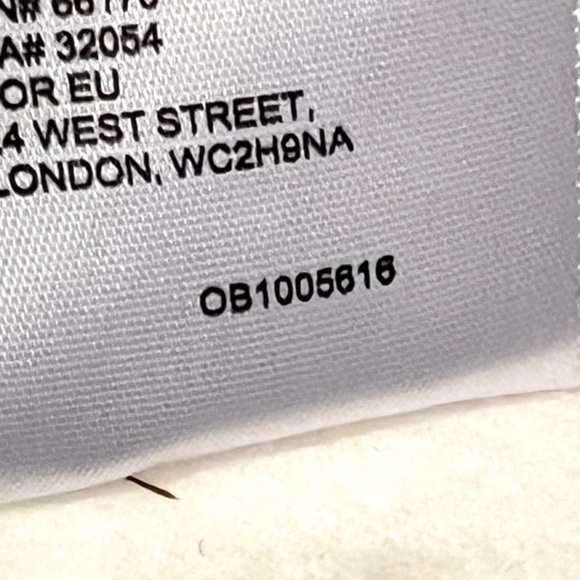 A# 32054
OR EU
4 WEST STREET,
LONDON, WC2H9NA
OB1005616